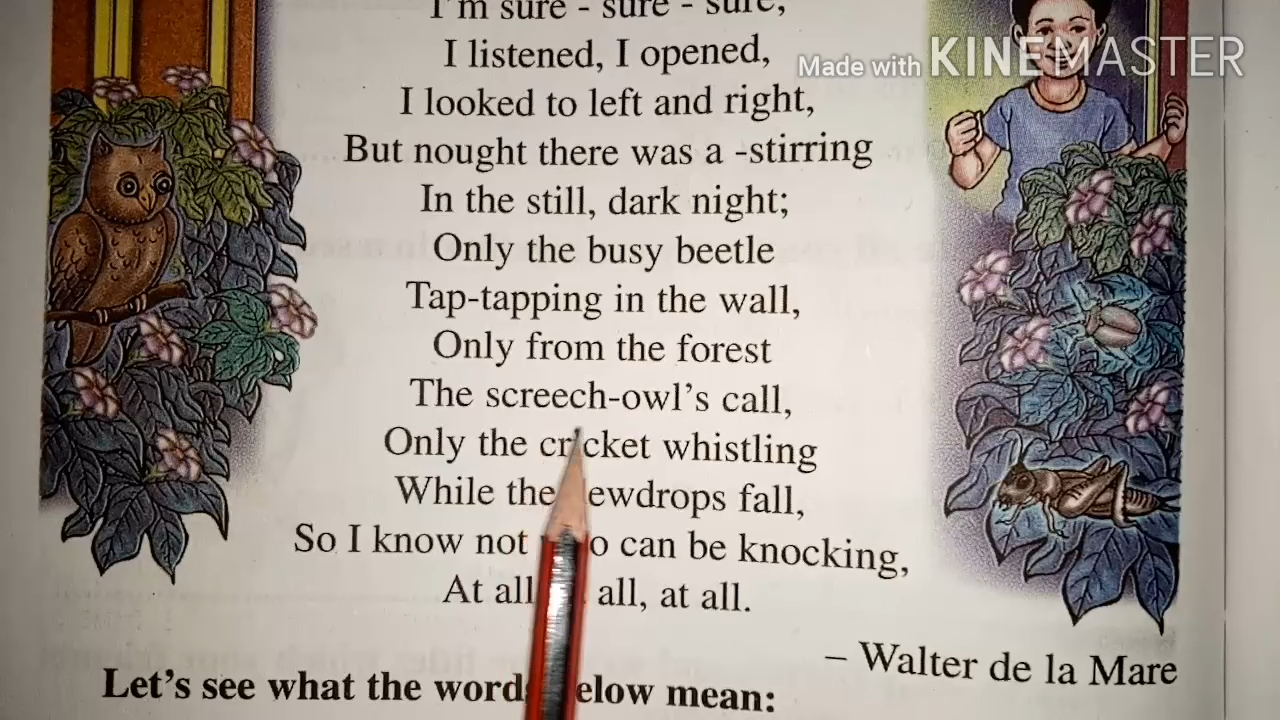 I'm sure - sure - sure,
I listened, I opened,
Made with KINEMASTER
I looked to left and right,
But nought there was a -stirring
In the still, dark night;
Only the busy beetle
Tap-tapping in the wall,
Only from the forest
The screech-owl's call,
Only the cricket whistling
While the dewdrops fall,
So I know not who can be knocking,
At all, at all, at all.
– Walter de la Mare
Let's see what the words below mean: